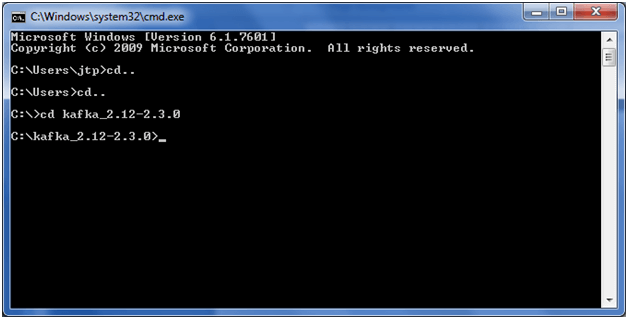 C:\Windows\system32\cmd.exe
Microsoft Windows [Version 6.1.7601]
Copyright (c) 2009 Microsoft Corporation.  All rights reserved.
C:\Users\jtp>cd..
C:\Users>cd..
C:\>cd kafka_2.12-2.3.0
C:\kafka_2.12-2.3.0>_